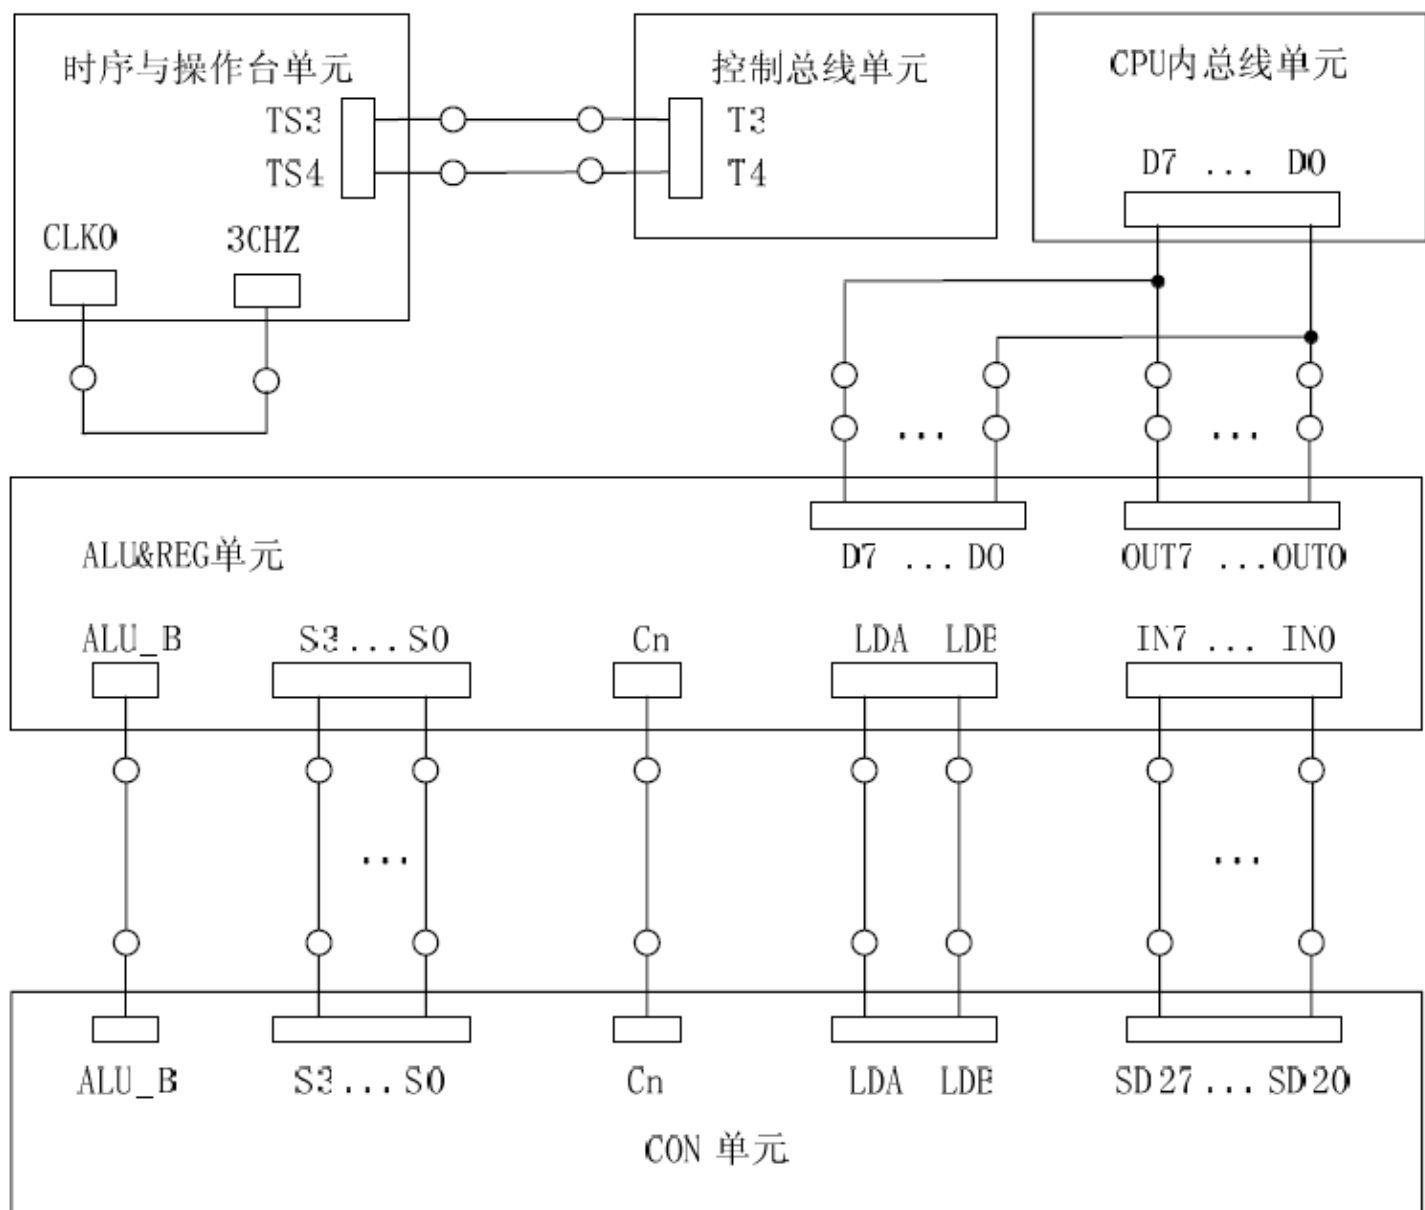 时序与操作台单元
TS3
TS4
CLK0
3CHZ
控制总线单元
T3
T4
CPU内总线单元
D7 ... D0
ALU&REG单元
D7 ... D0
OUT7 ...OUT0
ALU_B
S3...S0
Cn
LDA LDB
IN7 ... IN0
...
...
...
...
ALU_B
S3...S0
Cn
LDA LDB
SD27...SD20
CON 单元